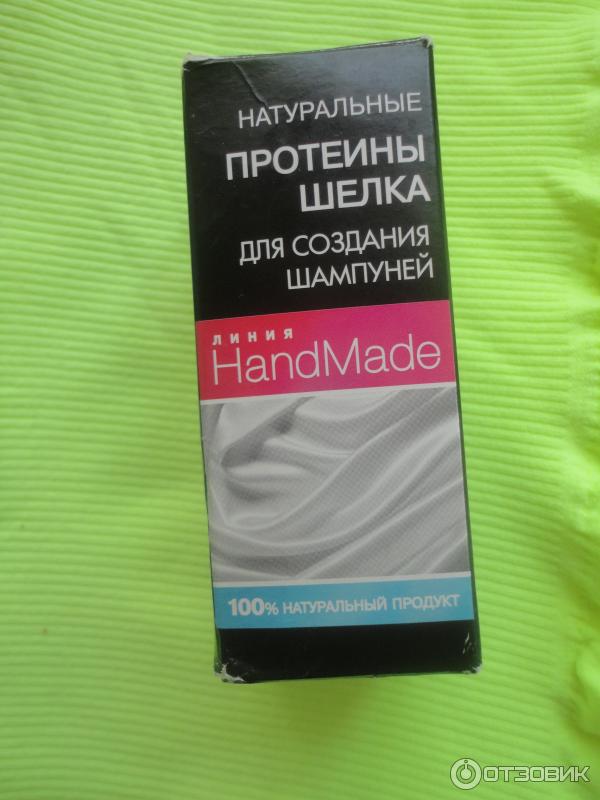 НАТУРАЛЬНЫЕ
ПРОТЕИНЫ
ШЕЛКА
ДЛЯ СОЗДАНИЯ
ШАМПУНЕЙ
ЛИНИЯ
HandMade
100% НАТУРАЛЬНЫЙ ПРОДУКТ
ОТЗОВИК